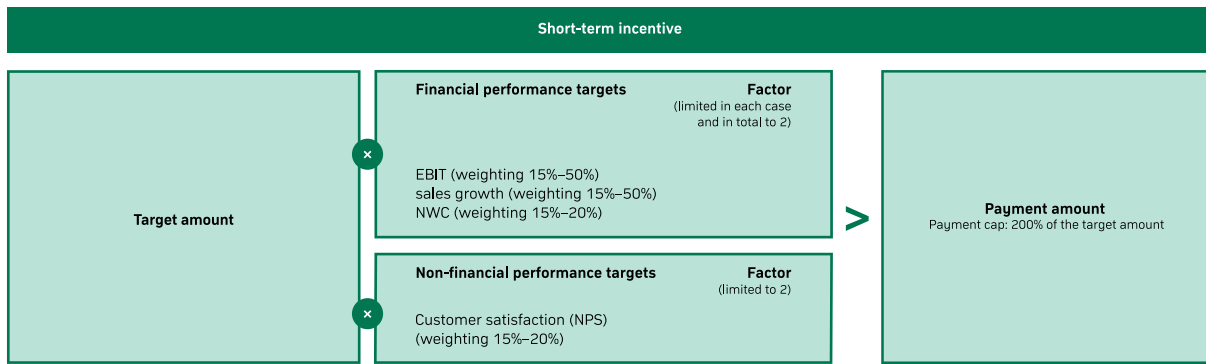 Short-term incentive
Target amount
×
Financial performance targets
Factor
(limited in each case
and in total to 2)
EBIT (weighting 15%–50%)
sales growth (weighting 15%–50%)
NWC (weighting 15%–20%)
×
Non-financial performance targets
Factor
(limited to 2)
Customer satisfaction (NPS)
(weighting 15%–20%)
>
Payment amount
Payment cap: 200% of the target amount